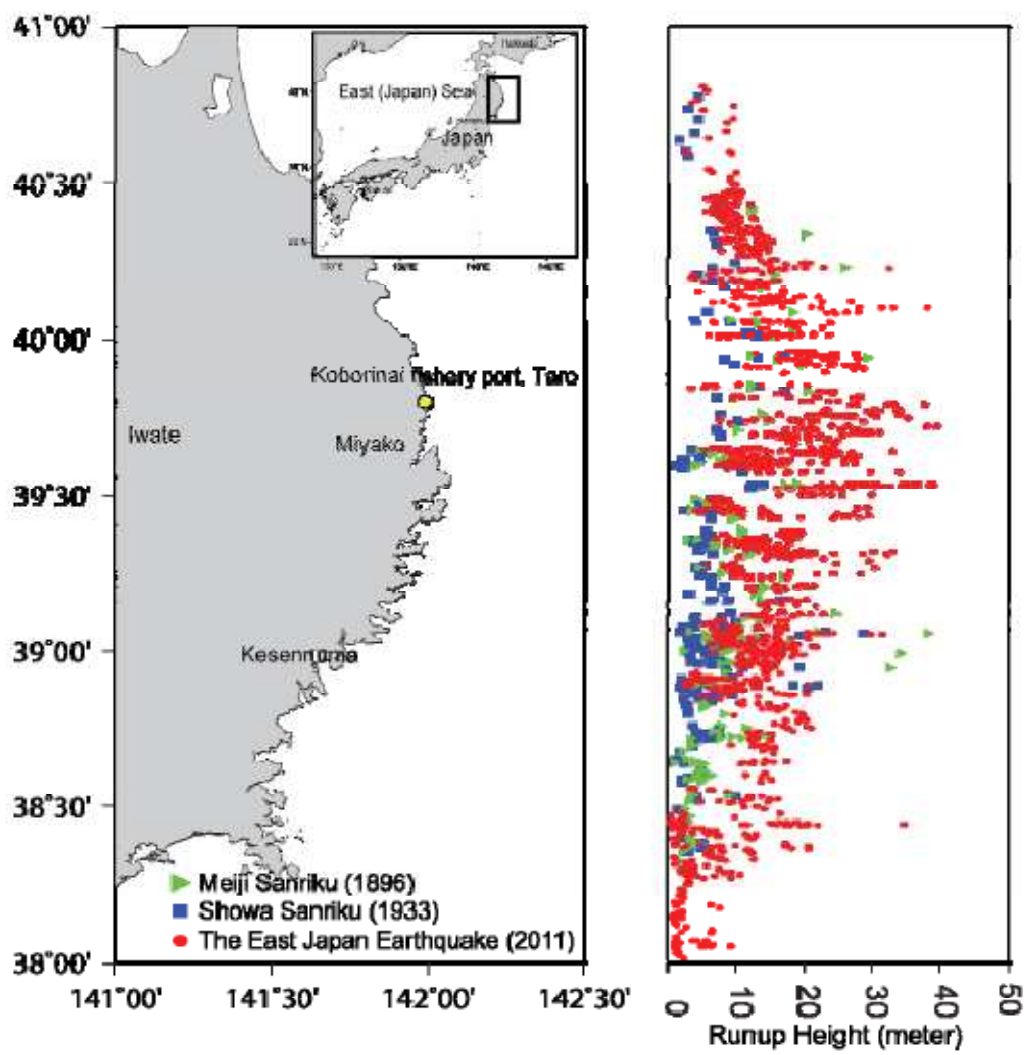 41°00'
40°30'
40°00'
39°30'
39°00'
38°30'
38°00'
141°00'
141°30'
142°00'
142°30'
East (Japan) Sea
Japan
Koborinai fishery port, Taro
Iwate
Miyako
Kesennuma
Meiji Sanriku (1896)
Showa Sanriku (1933)
The East Japan Earthquake (2011)
0
10
20
30
40
50
Runup Height (meter)